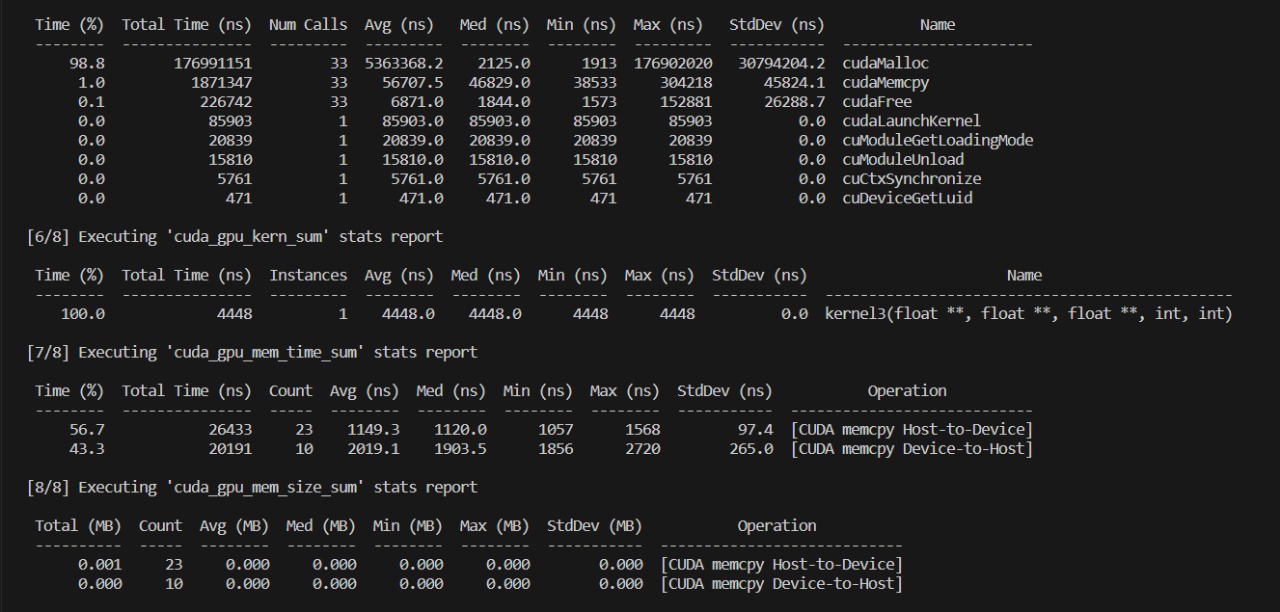 Time (%)  Total Time (ns)  Num Calls  Avg (ns)   Med (ns)  Min (ns)  Max (ns)   StdDev (ns)           Name
--------  ---------------  ---------  ---------  --------  --------  ---------  -----------  ----------------------
98.8        176991151         33  5363368.2    2125.0      1913  176902020   30794204.2  cudaMalloc
1.0          1871347         33    56707.5   46829.0     38533     304218      45824.1  cudaMemcpy
0.1           226742         33     6871.0    1844.0      1573     152881      26288.7  cudaFree
0.0            85903          1    85903.0   85903.0     85903      85903          0.0  cudaLaunchKernel
0.0            20839          1    20839.0   20839.0     20839      20839          0.0  cuModuleGetLoadingMode
0.0            15810          1    15810.0   15810.0     15810      15810          0.0  cuModuleUnload
0.0             5761          1     5761.0    5761.0      5761       5761          0.0  cuCtxSynchronize
0.0              471          1      471.0     471.0       471        471          0.0  cuDeviceGetLuid
[6/8] Executing 'cuda_gpu_kern_sum' stats report
Time (%)  Total Time (ns)  Instances  Avg (ns)  Med (ns)  Min (ns)  Max (ns)  StdDev (ns)                       Name
--------  ---------------  ---------  --------  --------  --------  --------  -----------  -----------------------------------------------
100.0             4448          1    4448.0    4448.0      4448      4448          0.0  kernel3(float **, float **, float **, int, int)
[7/8] Executing 'cuda_gpu_mem_time_sum' stats report
Time (%)  Total Time (ns)  Count  Avg (ns)  Med (ns)  Min (ns)  Max (ns)  StdDev (ns)           Operation
--------  ---------------  -----  --------  --------  --------  --------  -----------  ----------------------------
56.7            26433     23    1149.3    1120.0      1057      1568         97.4  [CUDA memcpy Host-to-Device]
43.3            20191     10    2019.1    1903.5      1856      2720        265.0  [CUDA memcpy Device-to-Host]
[8/8] Executing 'cuda_gpu_mem_size_sum' stats report
Total (MB)  Count  Avg (MB)  Med (MB)  Min (MB)  Max (MB)  StdDev (MB)           Operation
----------  -----  --------  --------  --------  --------  -----------  ----------------------------
0.001     23     0.000     0.000     0.000     0.000        0.000  [CUDA memcpy Host-to-Device]
0.000     10     0.000     0.000     0.000     0.000        0.000  [CUDA memcpy Device-to-Host]